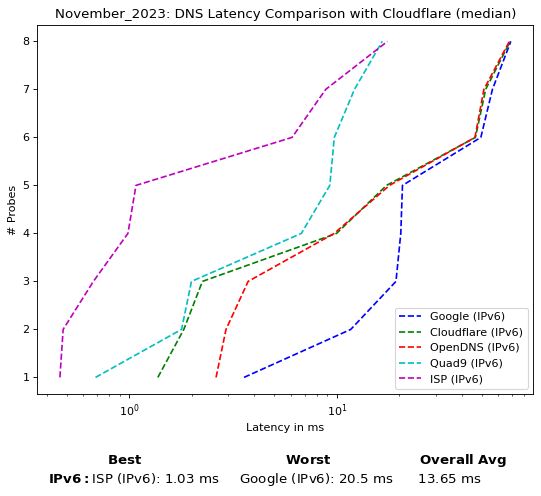 November_2023: DNS Latency Comparison with Cloudflare (median)
8
7
6
5
4
3
2
1
# Probes
10⁰ 10¹
Latency in ms
Google (IPv6)
Cloudflare (IPv6)
OpenDNS (IPv6)
Quad9 (IPv6)
ISP (IPv6)
Best Worst Overall Avg
IPv6: ISP (IPv6): 1.03 ms Google (IPv6): 20.5 ms 13.65 ms